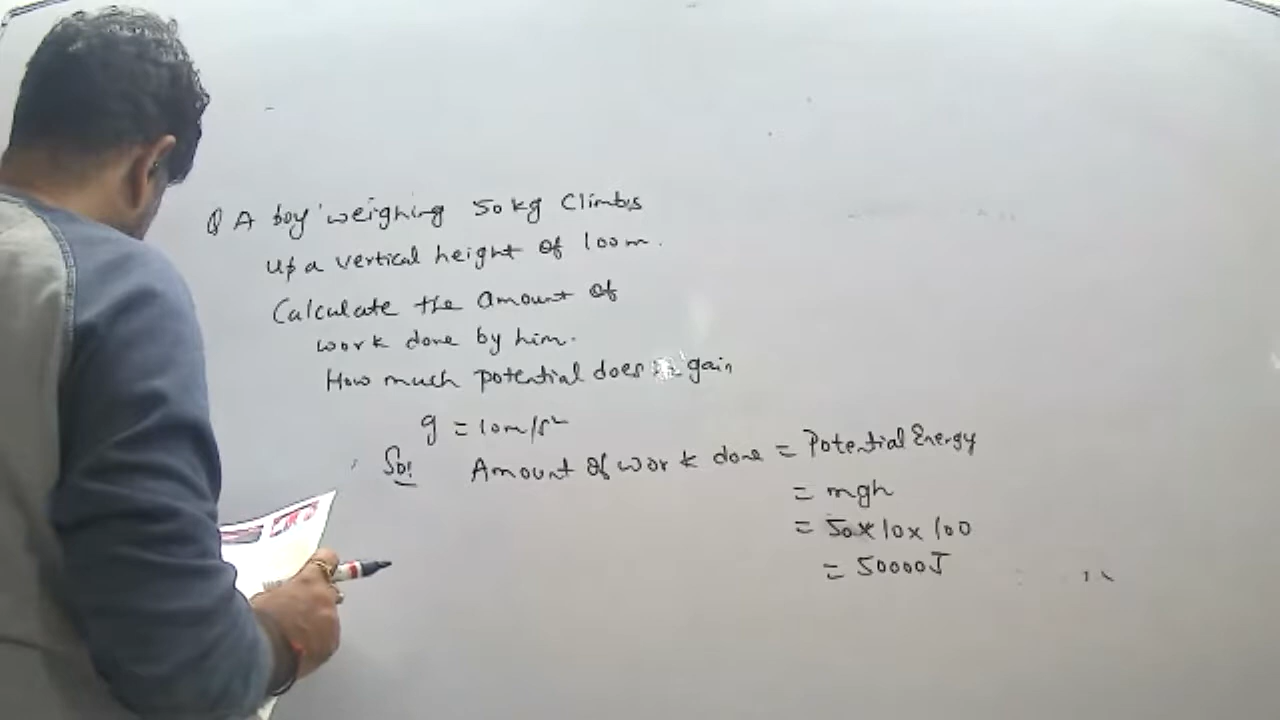 Q A boy weighing 50kg Climbs
up a vertical height of 100m.
Calculate the amount of
work done by him.
How much potential does gain
g = 10m/s²
Sol Amount of work done = Potential Energy
= mgh
= 50×10×100
= 50000J